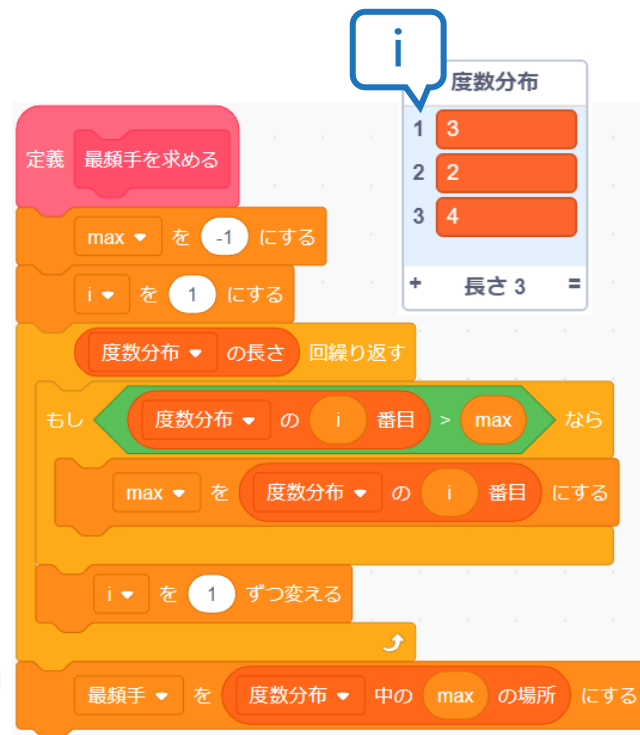 i
度数分布
1 3
2 2
3 4
+ 長さ 3 =
定義 最頻手を求める
max を -1 にする
i を 1 にする
度数分布 の長さ 回繰り返す
もし 度数分布 の i 番目 > max なら
max を 度数分布 の i 番目 にする
i を 1 ずつ変える
最頻手 を 度数分布 中の max の場所 にする